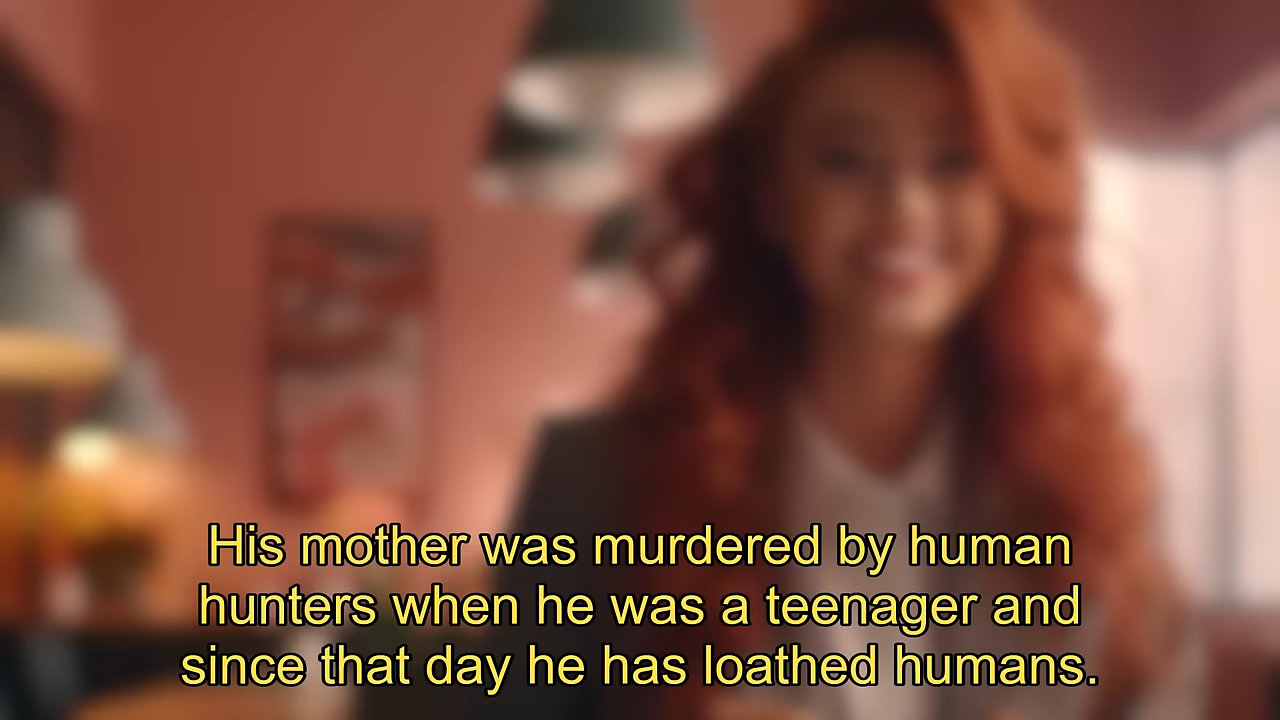 His mother was murdered by human
hunters when he was a teenager and
since that day he has loathed humans.